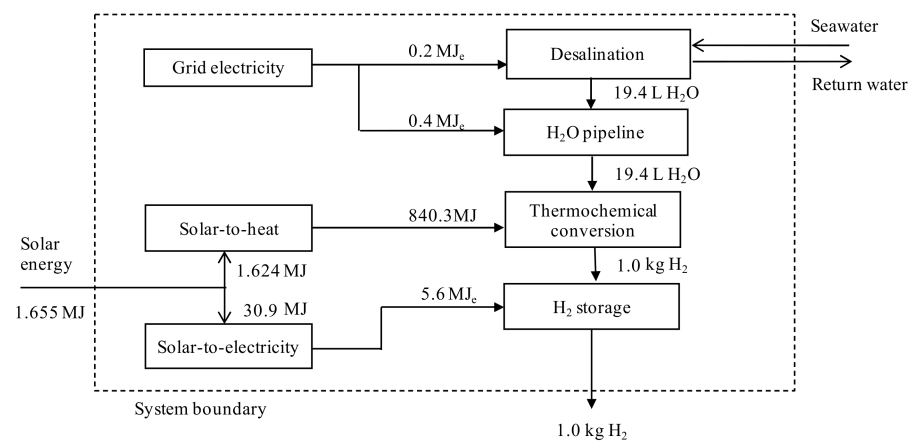 Seawater
Return water
Grid electricity
0.2 MJe
Desalination
19.4 L H2O
0.4 MJe
H2O pipeline
19.4 L H2O
Solar
energy
1.655 MJ
Solar-to-heat
840.3MJ
Thermochemical
conversion
1.624 MJ
1.0 kg H2
30.9 MJ
5.6 MJe
H2 storage
Solar-to-electricity
System boundary
1.0 kg H2